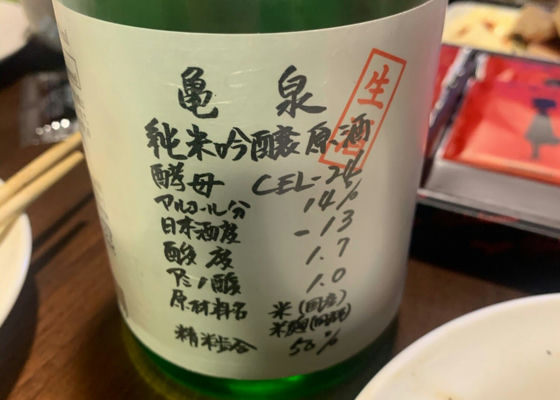 亀泉
生酒
純米吟醸原酒
酵母 CEL-24
アルコール分 14%
日本酒度 -13
酸度 1.7
アミノ酸 1.0
原材料名 米(国産)
米麹(国産米)
精米歩合 50%